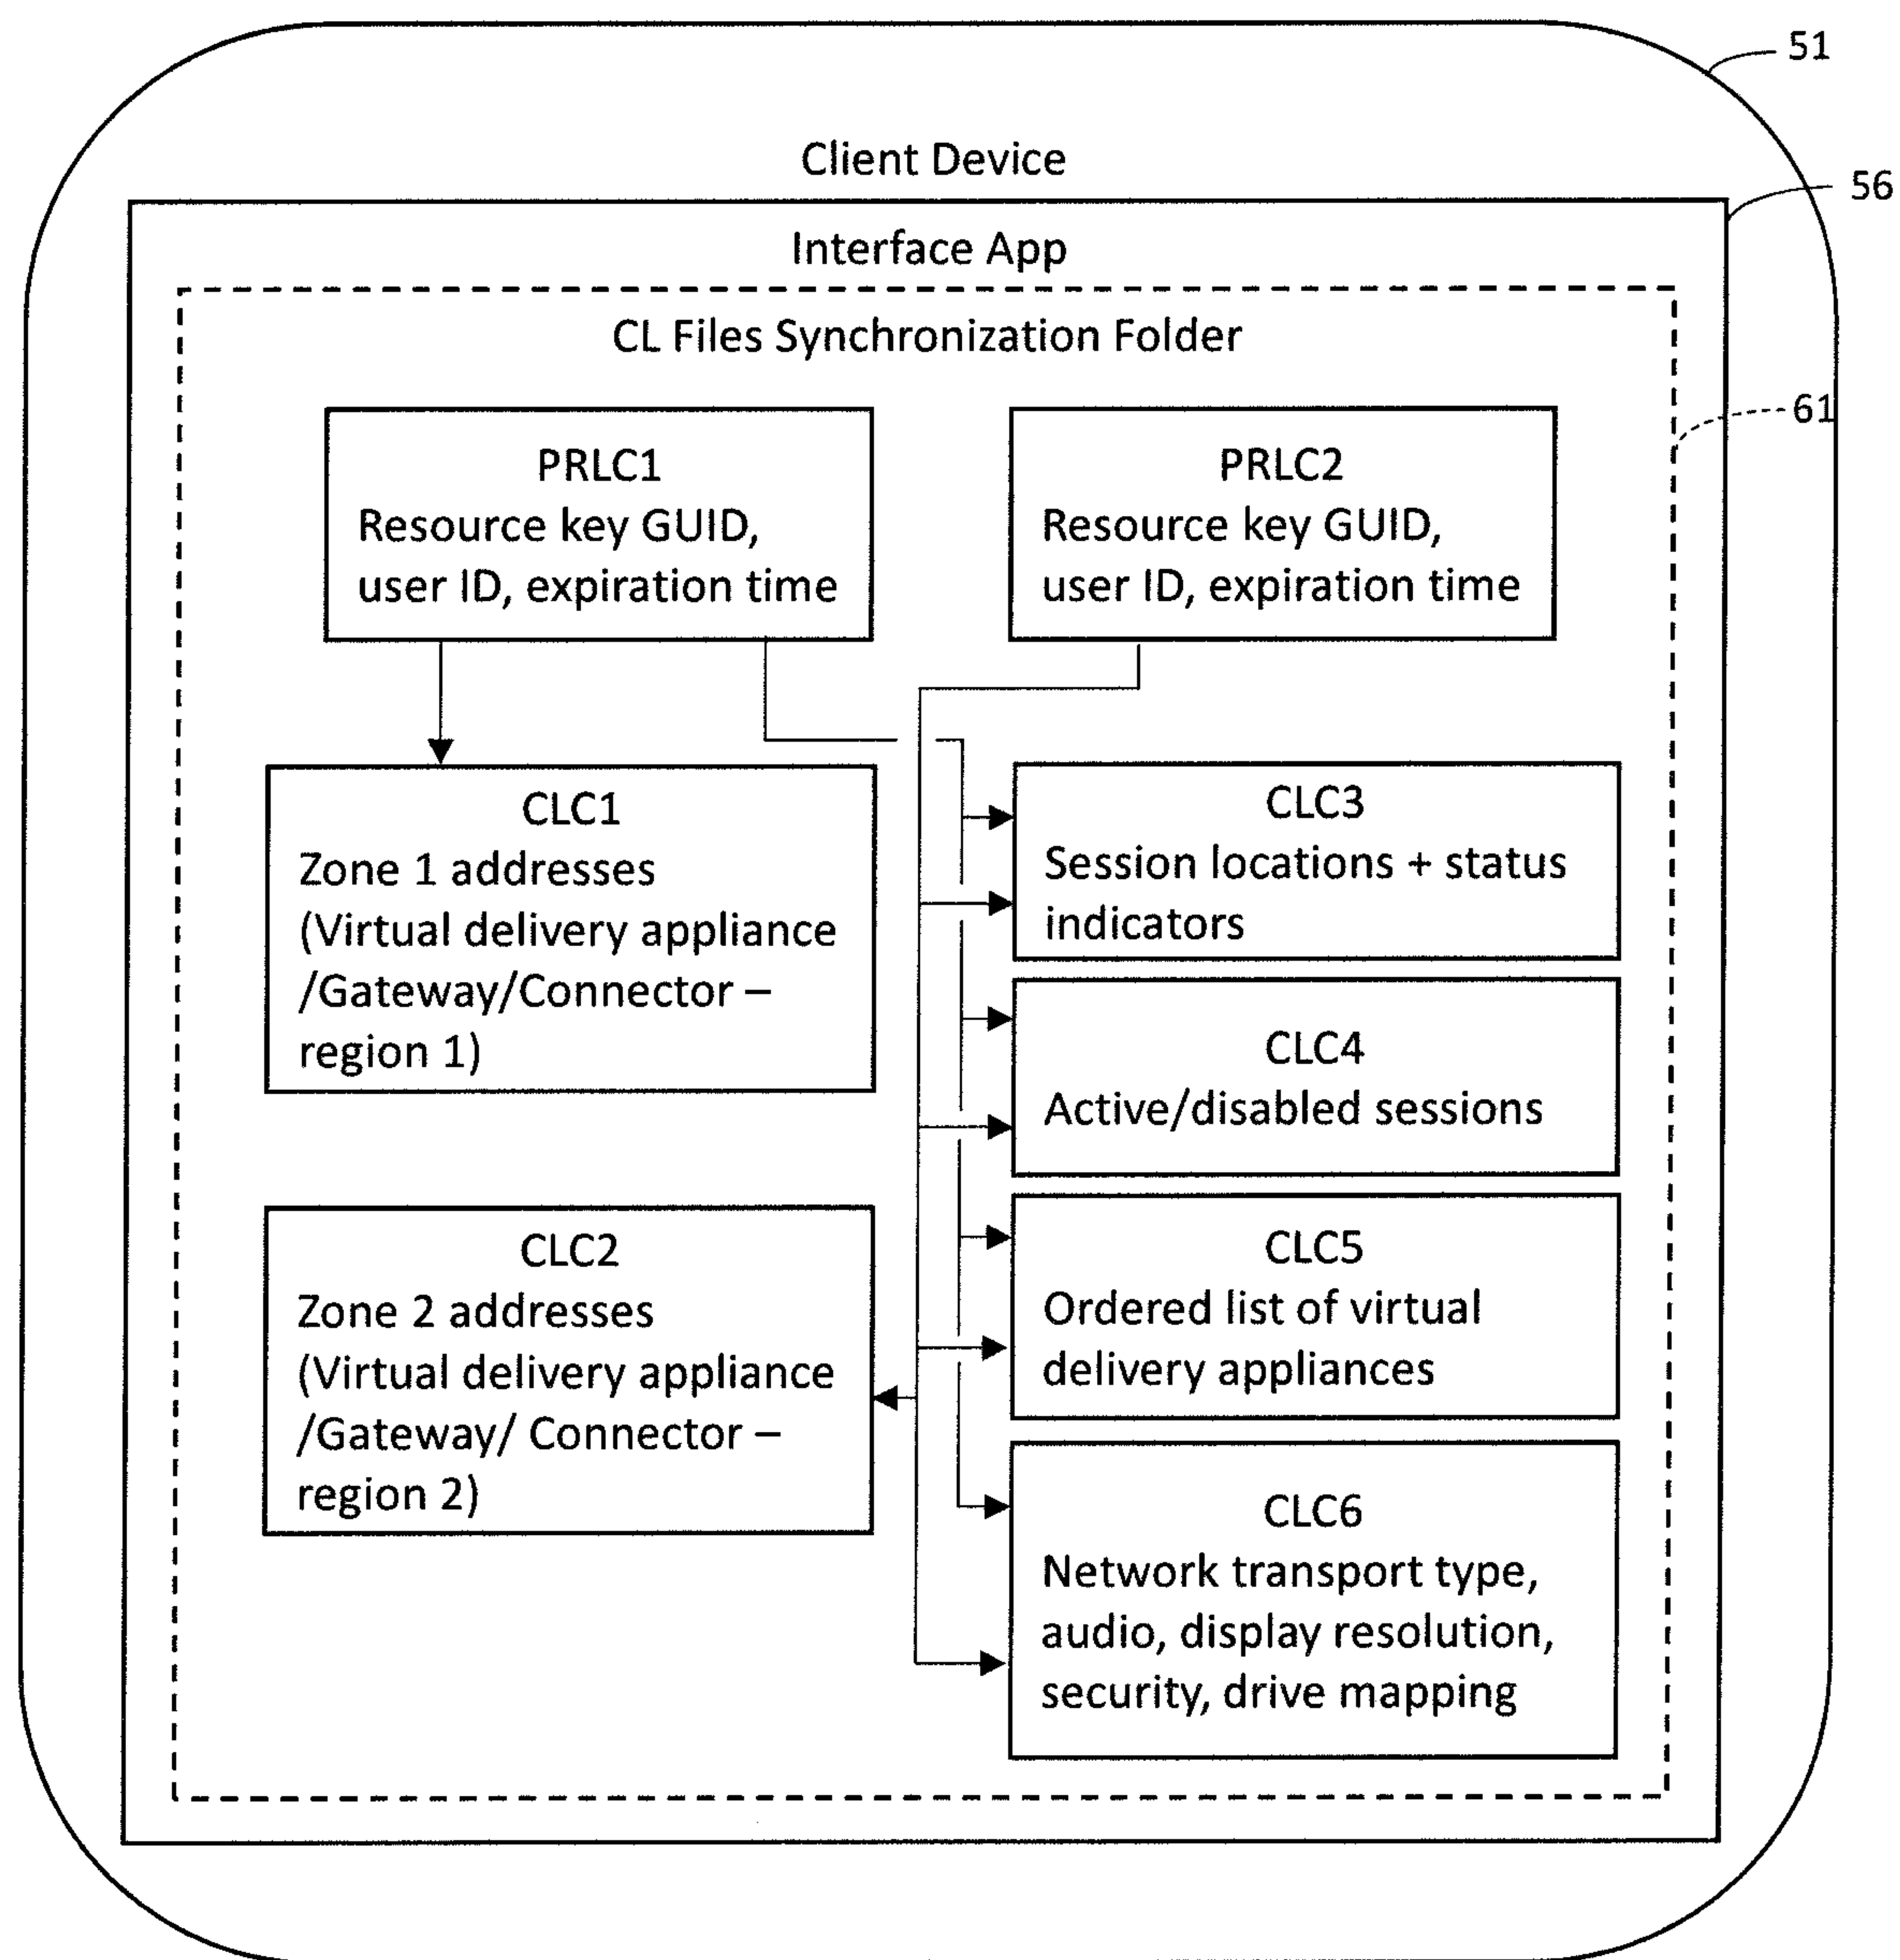 51
Client Device
56
Interface App
CL Files Synchronization Folder
61
PRLC1
Resource key GUID,
user ID, expiration time
PRLC2
Resource key GUID,
user ID, expiration time
CLC1
Zone 1 addresses
(Virtual delivery appliance
/Gateway/Connector –
region 1)
CLC3
Session locations + status
indicators
CLC4
Active/disabled sessions
CLC2
Zone 2 addresses
(Virtual delivery appliance
/Gateway/ Connector –
region 2)
CLC5
Ordered list of virtual
delivery appliances
CLC6
Network transport type,
audio, display resolution,
security, drive mapping